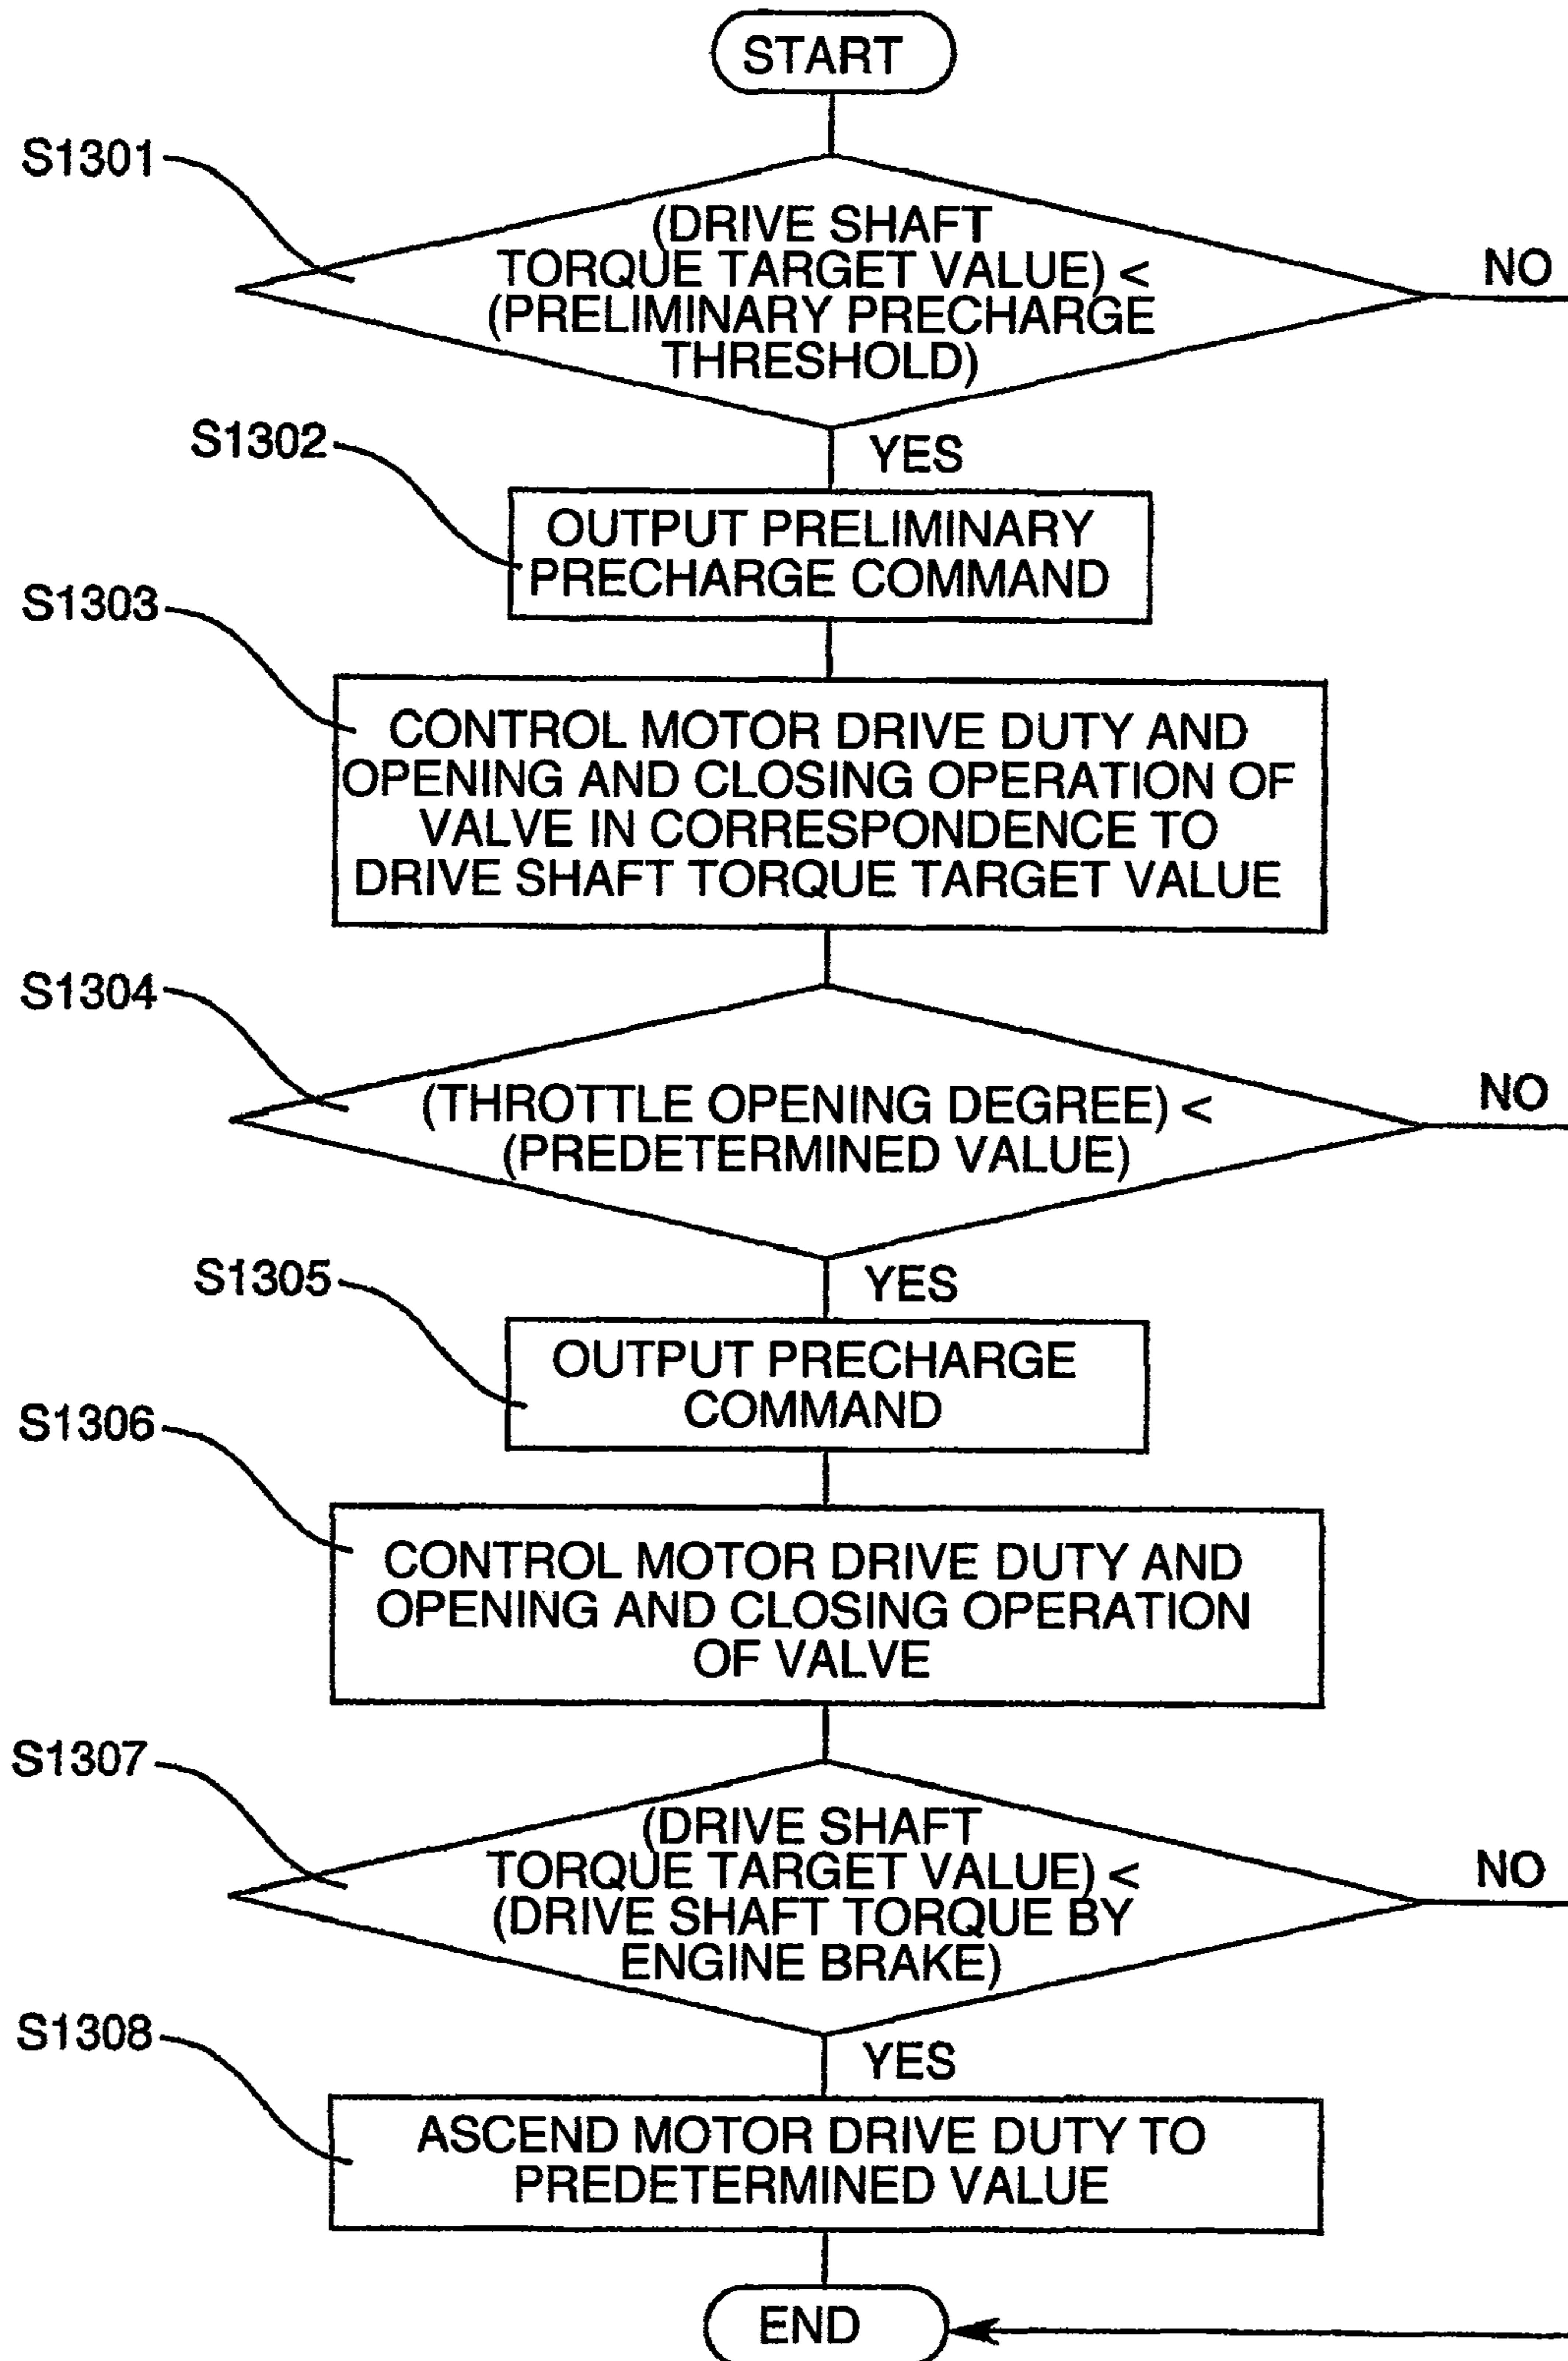 START
S1301
(DRIVE SHAFT
TORQUE TARGET VALUE) <
(PRELIMINARY PRECHARGE
THRESHOLD)
NO
YES
S1302
OUTPUT PRELIMINARY
PRECHARGE COMMAND
S1303
CONTROL MOTOR DRIVE DUTY AND
OPENING AND CLOSING OPERATION OF
VALVE IN CORRESPONDENCE TO
DRIVE SHAFT TORQUE TARGET VALUE
S1304
(THROTTLE OPENING DEGREE) <
(PREDETERMINED VALUE)
NO
YES
S1305
OUTPUT PRECHARGE
COMMAND
S1306
CONTROL MOTOR DRIVE DUTY AND
OPENING AND CLOSING OPERATION
OF VALVE
S1307
(DRIVE SHAFT
TORQUE TARGET VALUE) <
(DRIVE SHAFT TORQUE BY
ENGINE BRAKE)
NO
YES
S1308
ASCEND MOTOR DRIVE DUTY TO
PREDETERMINED VALUE
END